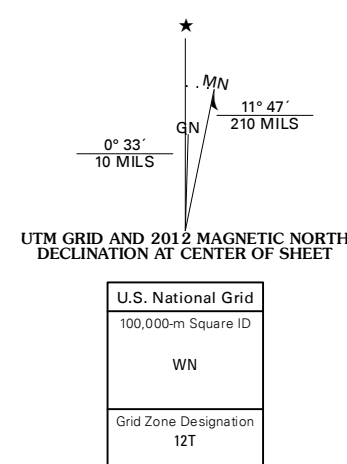 ★
MN
GN
11° 47´
210 MILS
0° 33´
10 MILS
UTM GRID AND 2012 MAGNETIC NORTH
DECLINATION AT CENTER OF SHEET
U.S. National Grid
100,000-m Square ID
WN
Grid Zone Designation
12T